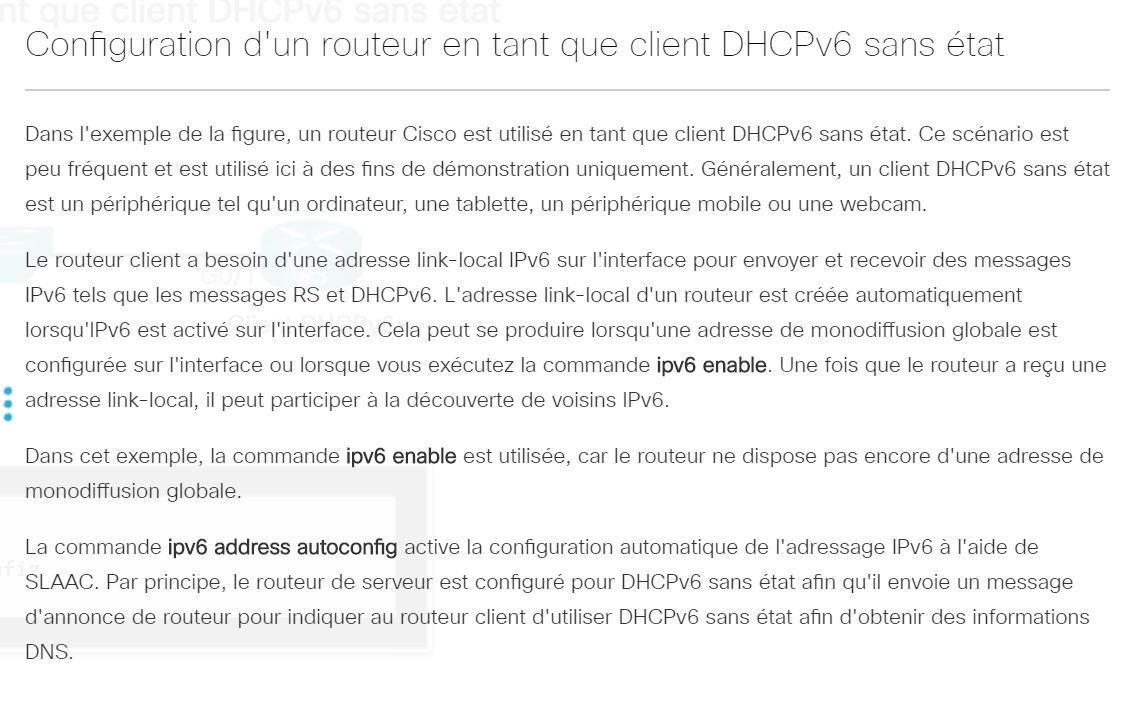 nt que client DHCPv6 sans état
Configuration d'un routeur en tant que client DHCPv6 sans état
Dans l'exemple de la figure, un routeur Cisco est utilisé en tant que client DHCPv6 sans état. Ce scénario est
peu fréquent et est utilisé ici à des fins de démonstration uniquement. Généralement, un client DHCPv6 sans état
est un périphérique tel qu'un ordinateur, une tablette, un périphérique mobile ou une webcam.
Le routeur client a besoin d'une adresse link-local IPv6 sur l'interface pour envoyer et recevoir des messages
G0/1 R3
IPv6 tels que les messages RS et DHCPv6. L'adresse link-local d'un routeur est créée automatiquement
Client DHCPv6
lorsqu'IPv6 est activé sur l'interface. Cela peut se produire lorsqu'une adresse de monodiffusion globale est
configurée sur l'interface ou lorsque vous exécutez la commande ipv6 enable. Une fois que le routeur a reçu une
adresse link-local, il peut participer à la découverte de voisins IPv6.
Dans cet exemple, la commande ipv6 enable est utilisée, car le routeur ne dispose pas encore d'une adresse de
monodiffusion globale.
La commande ipv6 address autoconfig active la configuration automatique de l'adressage IPv6 à l'aide de
nfig
SLAAC. Par principe, le routeur de serveur est configuré pour DHCPv6 sans état afin qu'il envoie un message
d'annonce de routeur pour indiquer au routeur client d'utiliser DHCPv6 sans état afin d'obtenir des informations
DNS.